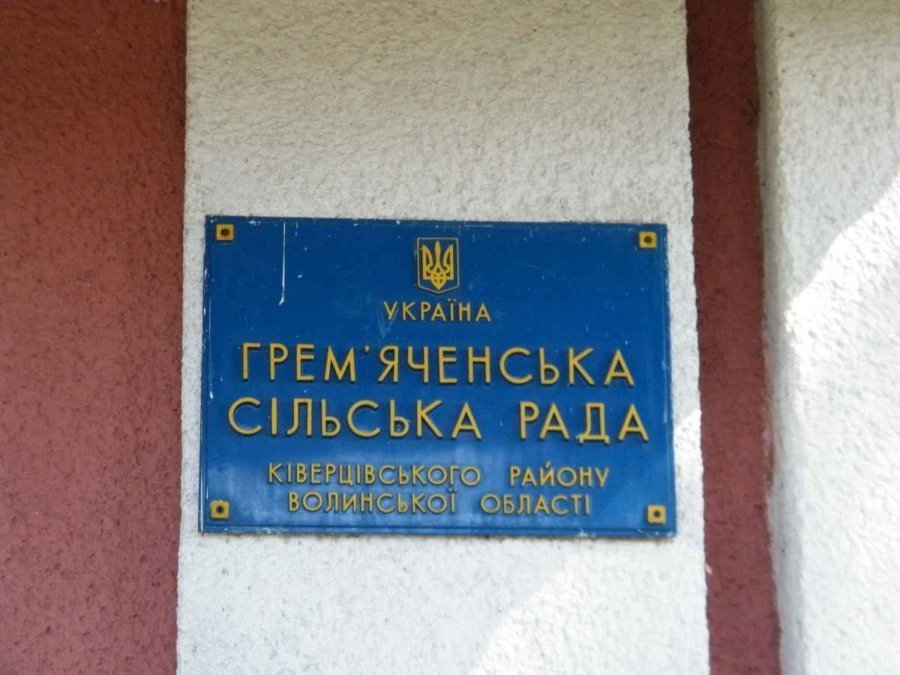 УКРАЇНА
ГРЕМ'ЯЧЕНСЬКА
СІЛЬСЬКА РАДА
КІВЕРЦІВСЬКОГО РАЙОНУ
ВОЛИНСЬКОЇ ОБЛАСТІ